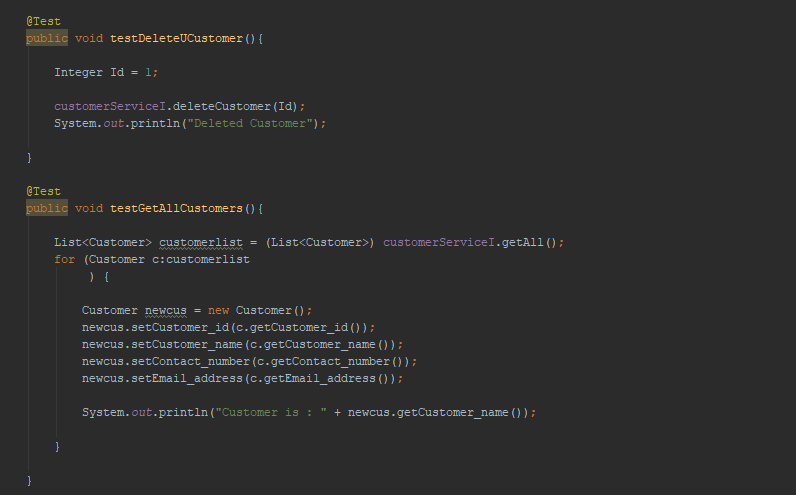 @Test
public void testDeleteUCustomer(){
Integer Id = 1;
customerServiceI.deleteCustomer(Id);
System.out.println("Deleted Customer");
}
@Test
public void testGetAllCustomers(){
List<Customer> customerlist = (List<Customer>) customerServiceI.getAll();
for (Customer c:customerlist
) {
Customer newcus = new Customer();
newcus.setCustomer_id(c.getCustomer_id());
newcus.setCustomer_name(c.getCustomer_name());
newcus.setContact_number(c.getContact_number());
newcus.setEmail_address(c.getEmail_address());
System.out.println("Customer is : " + newcus.getCustomer_name());
}
}